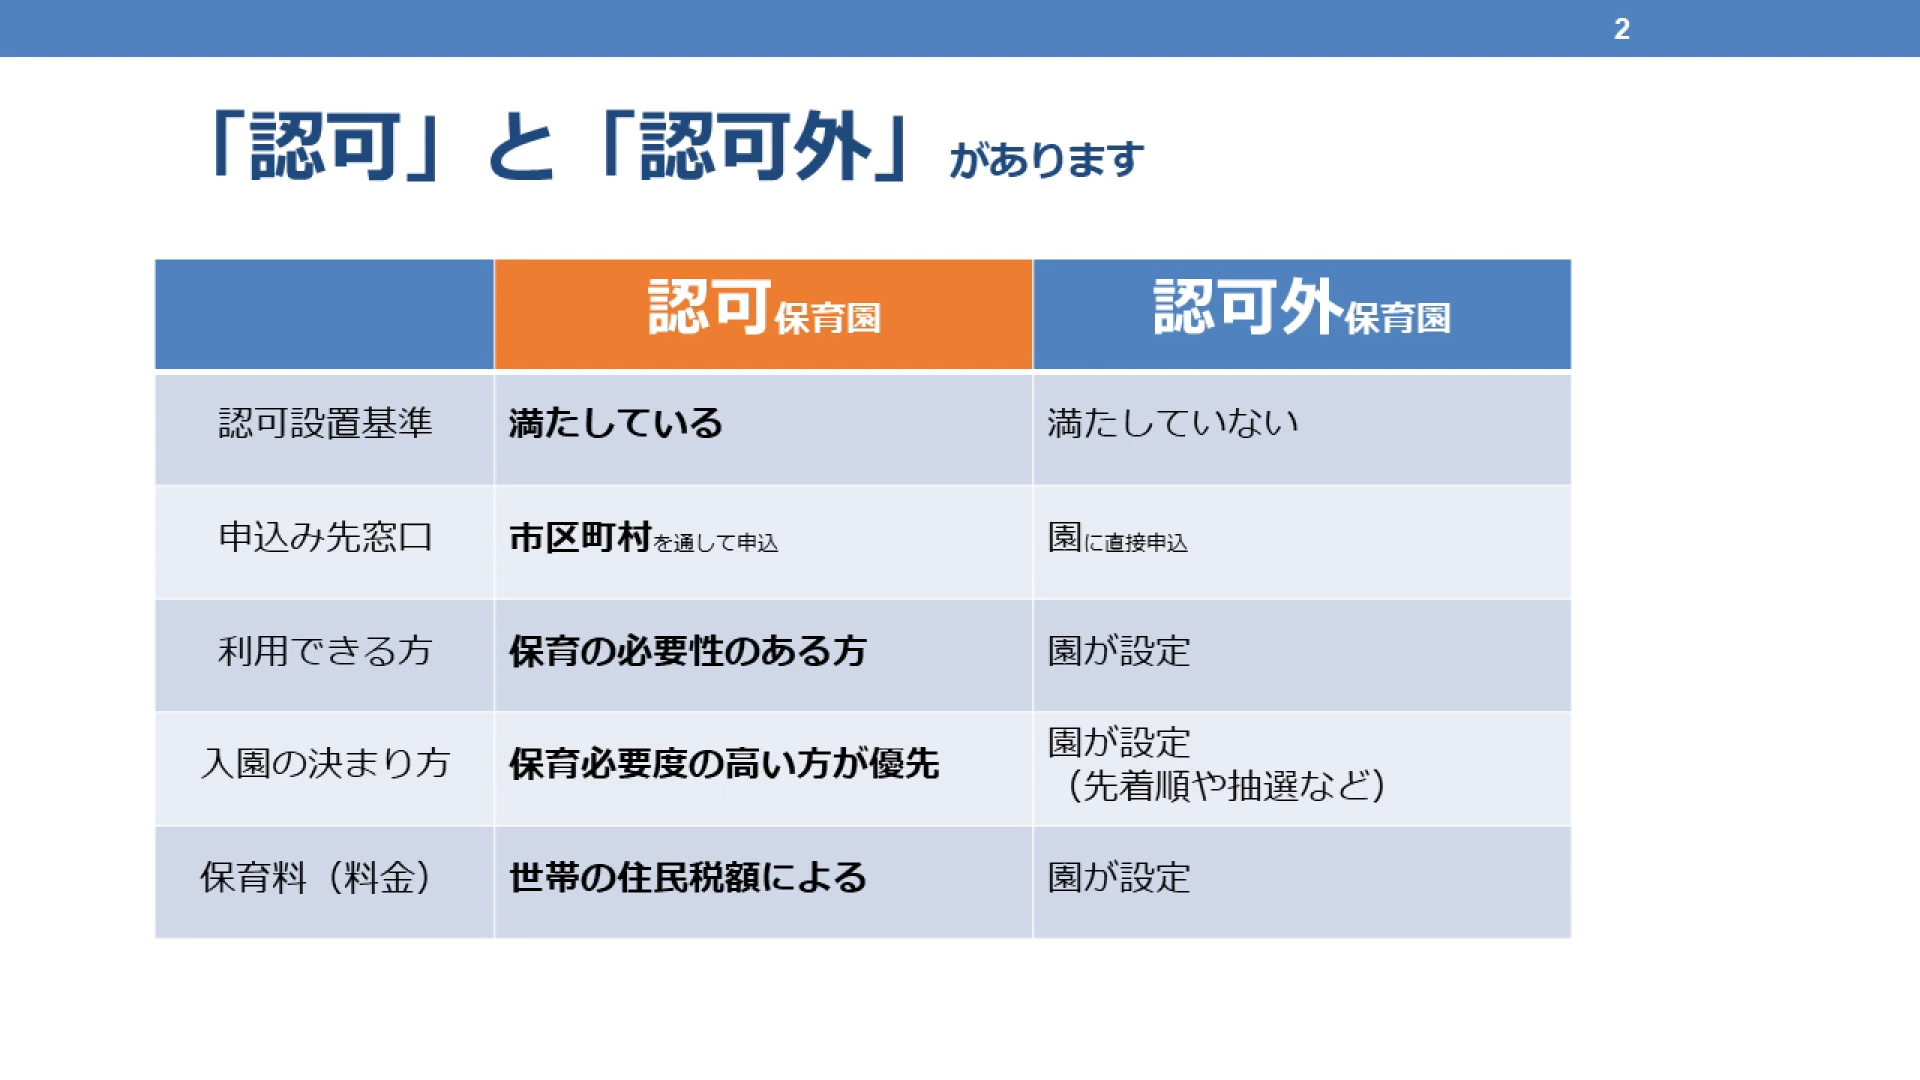 2
「認可」と「認可外」があります
認可保育園 認可外保育園
認可設置基準 満たしている 満たしていない
申込み先窓口 市区町村を通して申込 園に直接申込
利用できる方 保育の必要性のある方 園が設定
入園の決まり方 保育必要度の高い方が優先 園が設定
（先着順や抽選など）
保育料（料金） 世帯の住民税額による 園が設定